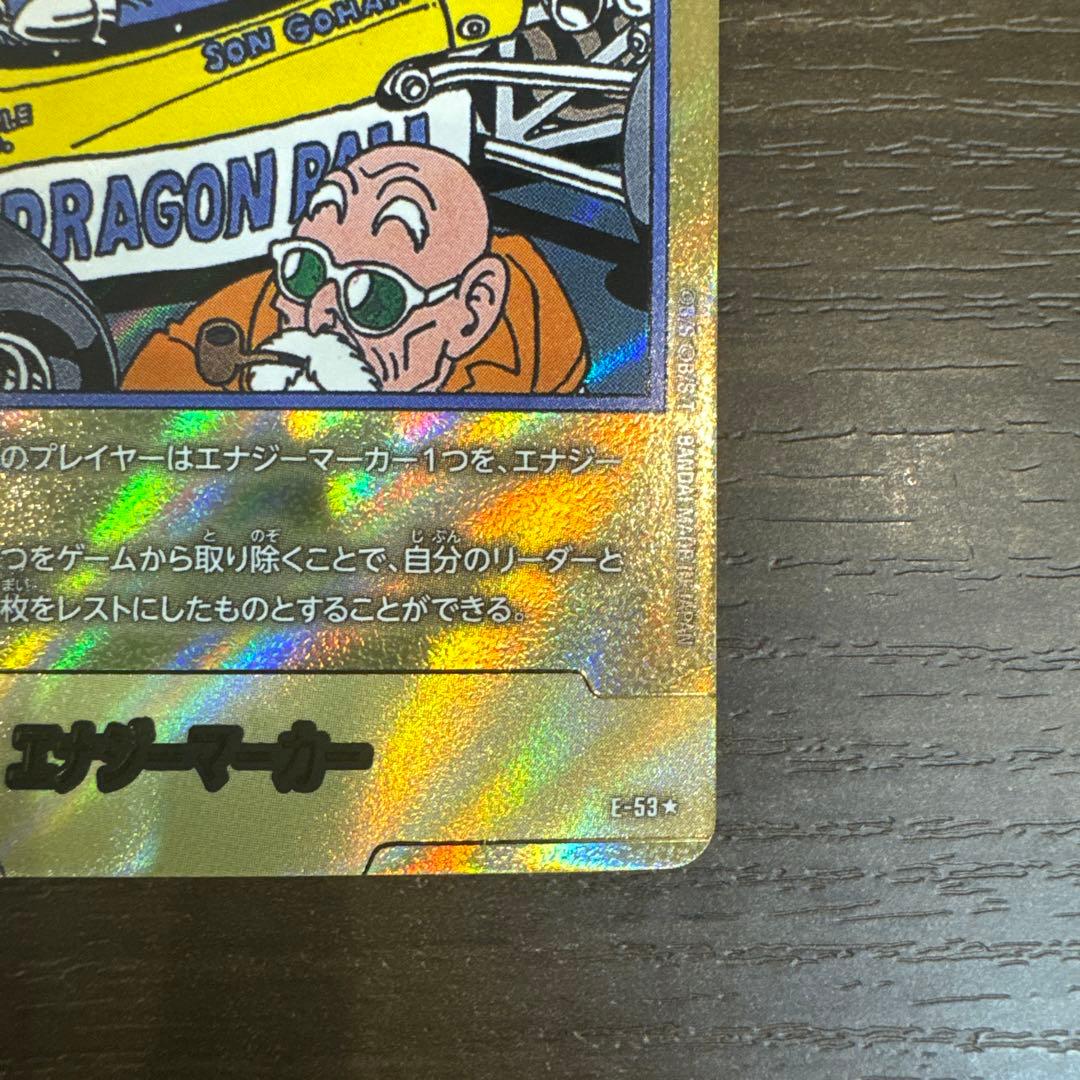 SON GOHAN
DRAGON BALL
のプレイヤーはエナジーマーカー1つを、エナジー
つをゲームから取り除くことで、自分のリーダーと
枚をレストにしたものとすることができる。
エナジーマーカー
E-53★
©B/S ©B/S・T BANDAI MADE IN JAPAN